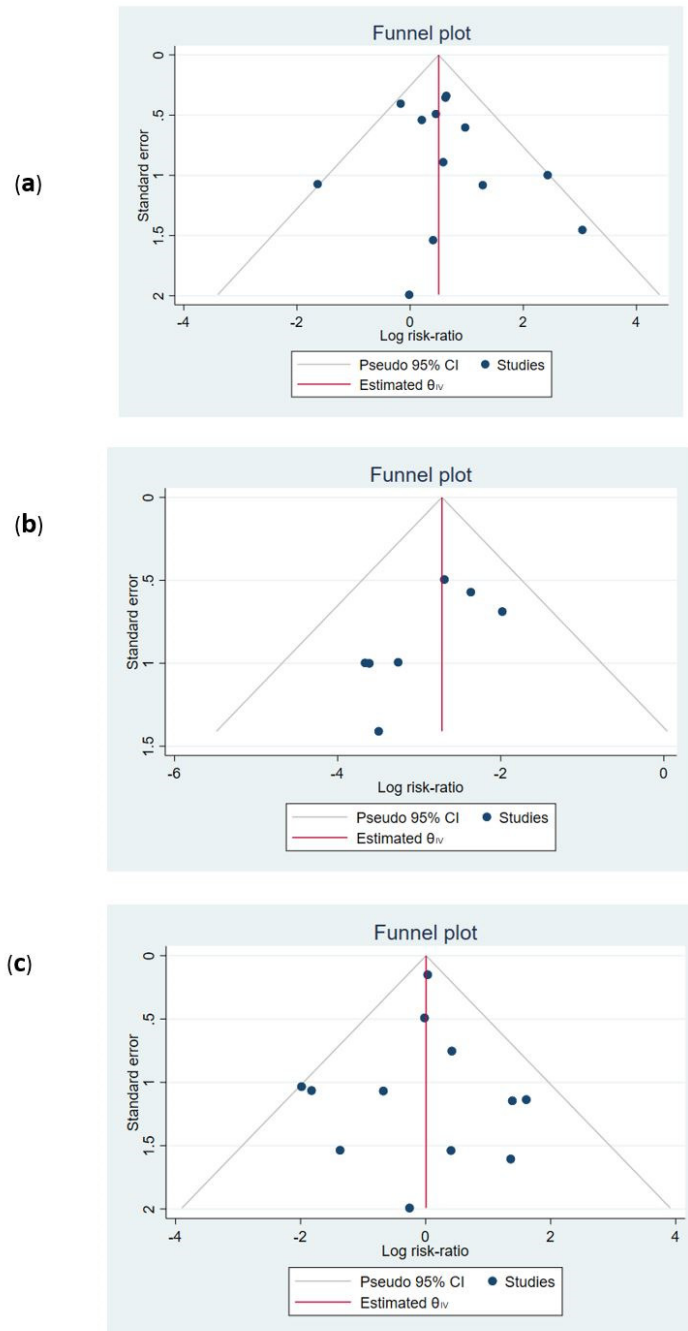 (a)
Funnel plot
Standard error
0
.5
1
1.5
2
-4
-2
0
2
4
Log risk-ratio
Pseudo 95% CI
Studies
Estimated θIV
(b)
Funnel plot
Standard error
0
.5
1
1.5
-6
-4
-2
0
Log risk-ratio
Pseudo 95% CI
Studies
Estimated θIV
(c)
Funnel plot
Standard error
0
.5
1
1.5
2
-4
-2
0
2
4
Log risk-ratio
Pseudo 95% CI
Studies
Estimated θIV